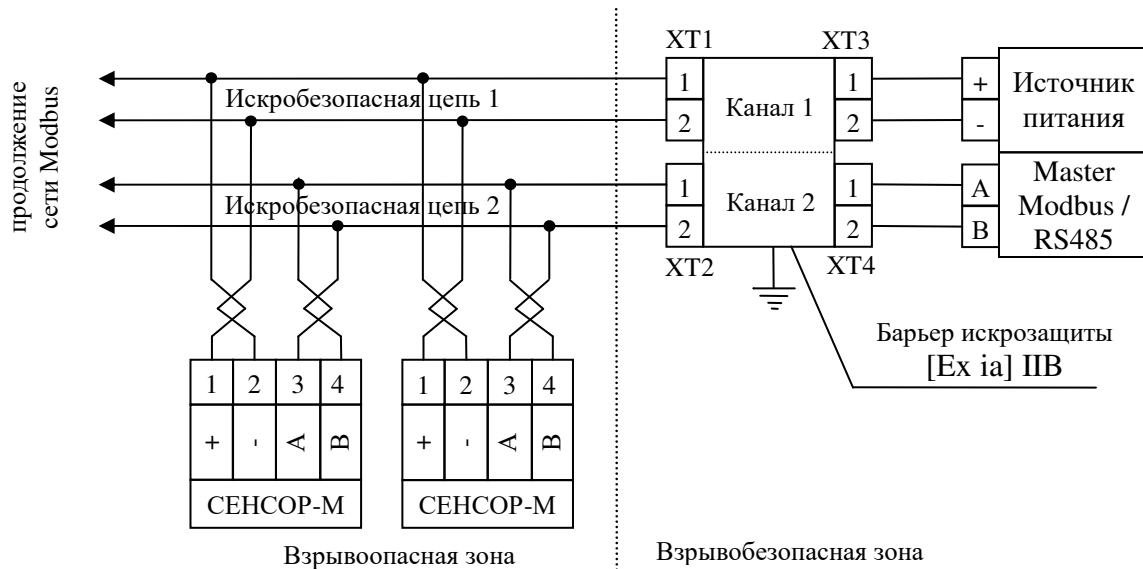 продолжение
сети Modbus
Искробезопасная цепь 1
Искробезопасная цепь 2
XT1
XT3
1
2
Канал 1
1
2
+
-
Источник
питания
1
2
Канал 2
1
2
A
B
Master
Modbus /
RS485
XT2
XT4
Барьер искрозащиты
[Ex ia] IIB
1 2 3 4
+ - A B
СЕНСОР-М
1 2 3 4
+ - A B
СЕНСОР-М
Взрывоопасная зона
Взрывобезопасная зона